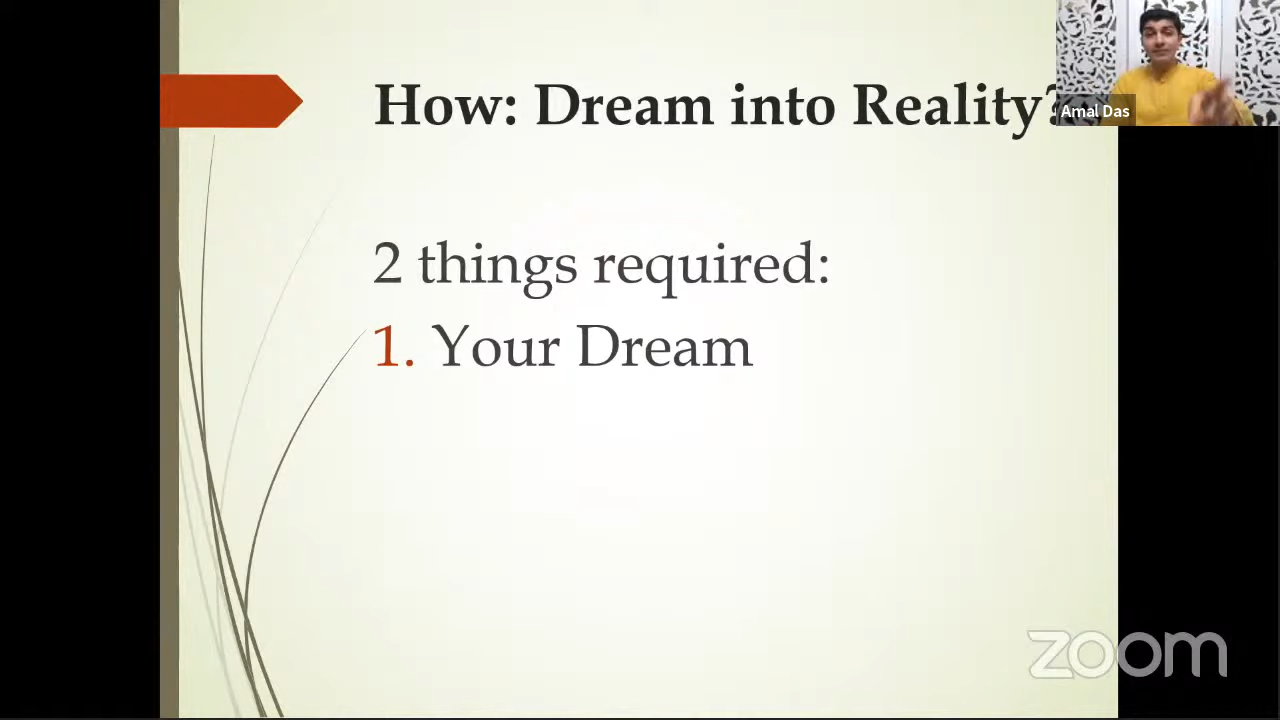 How: Dream into Reality?
Amal Das
2 things required:
1. Your Dream
zoom